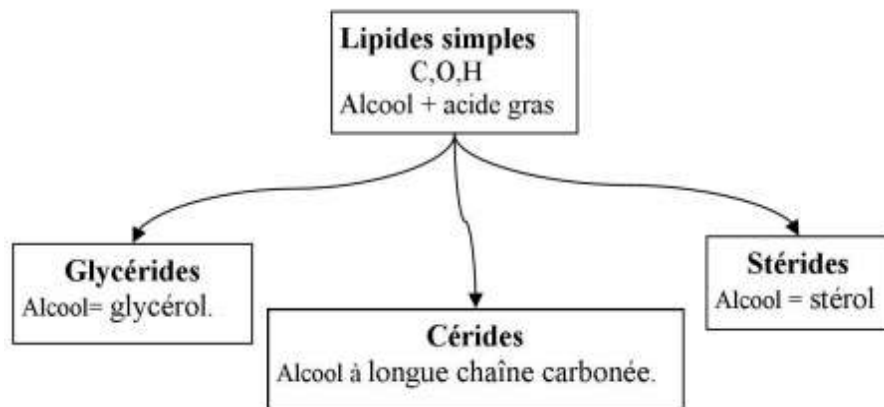 Lipides simples
C,O,H
Alcool + acide gras
Glycérides
Alcool= glycérol.
Cérides
Alcool à longue chaîne carbonée.
Stérides
Alcool = stérol